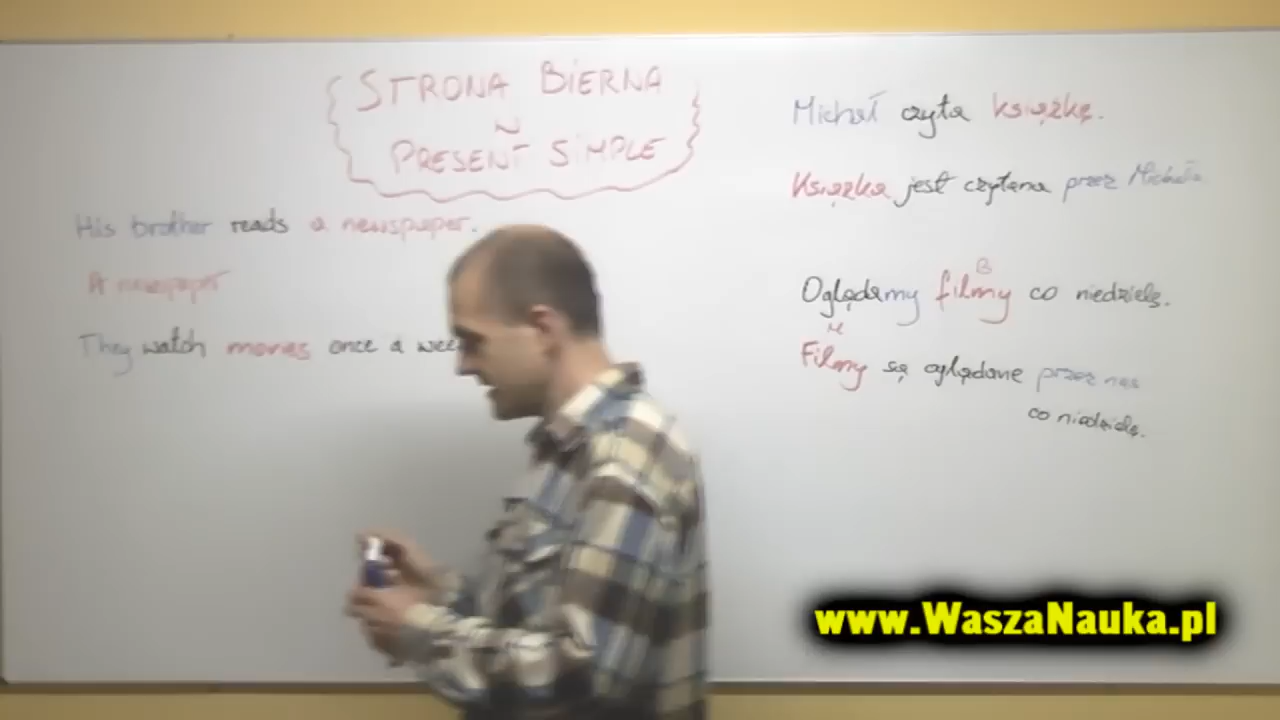 STRONA BIERNA
W
PRESENT SIMPLE
His brother reads a newspaper.
A newspaper
They watch movies once a wee
Michał czyta książkę.
Książka jest czytana przez Michała
B
Oglądamy filmy co niedzielę.
M
Filmy są oglądane przez nas
co niedzielę.
www.WaszaNauka.pl